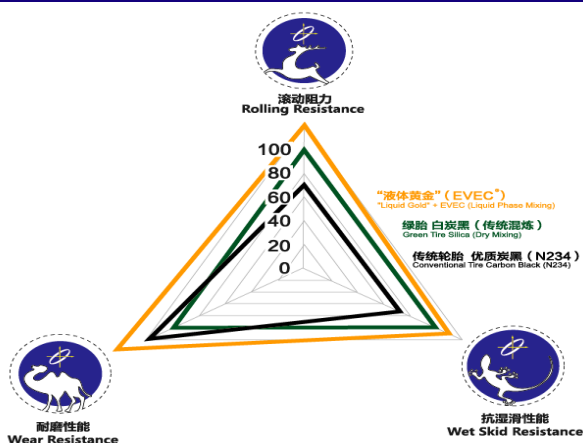 滚动阻力
Rolling Resistance
100
80
60
40
20
0
“液体黄金”（EVEC®）
"Liquid Gold" + EVEC (Liquid Phase Mixing)
绿胎 白炭黑（传统混炼）
Green Tire Silica (Dry Mixing)
传统轮胎 优质炭黑（N234）
Conventional Tire Carbon Black (N234)
耐磨性能
Wear Resistance
抗湿滑性能
Wet Skid Resistance